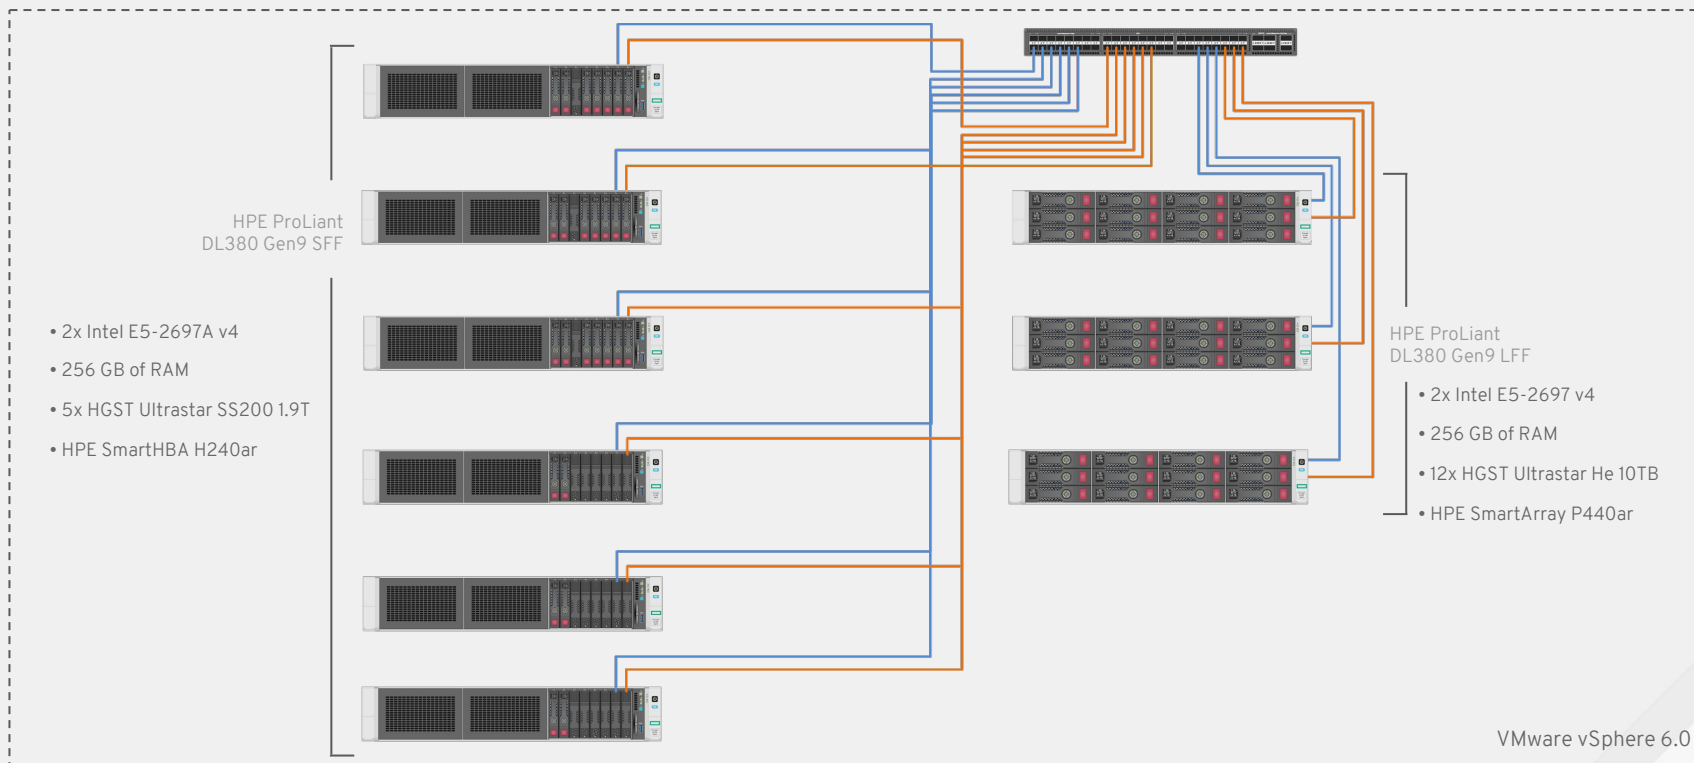 HPE ProLiant
DL380 Gen9 SFF
• 2x Intel E5-2697A v4
• 256 GB of RAM
• 5x HGST Ultrastar SS200 1.9T
• HPE SmartHBA H240ar
HPE ProLiant
DL380 Gen9 LFF
• 2x Intel E5-2697 v4
• 256 GB of RAM
• 12x HGST Ultrastar He 10TB
• HPE SmartArray P440ar
VMware vSphere 6.0